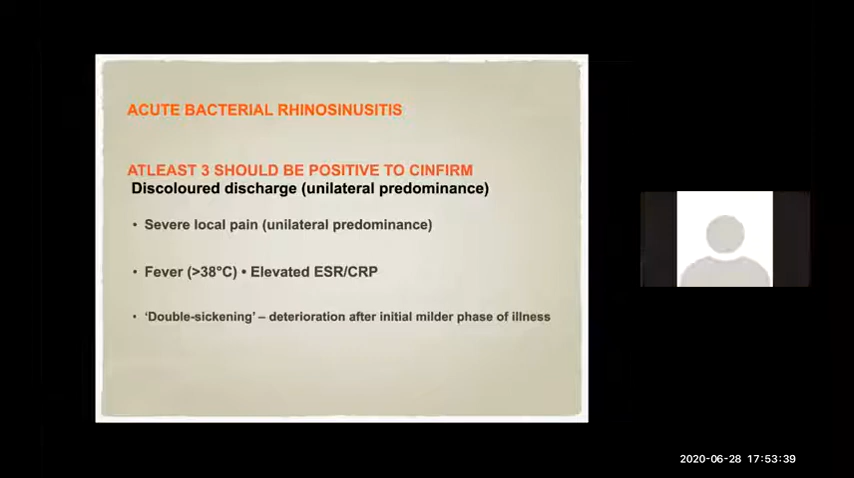 ACUTE BACTERIAL RHINOSINUSITIS
ATLEAST 3 SHOULD BE POSITIVE TO CINFIRM
Discoloured discharge (unilateral predominance)
• Severe local pain (unilateral predominance)
• Fever (>38°C) • Elevated ESR/CRP
• ‘Double-sickening’ – deterioration after initial milder phase of illness
2020-06-28 17:53:39